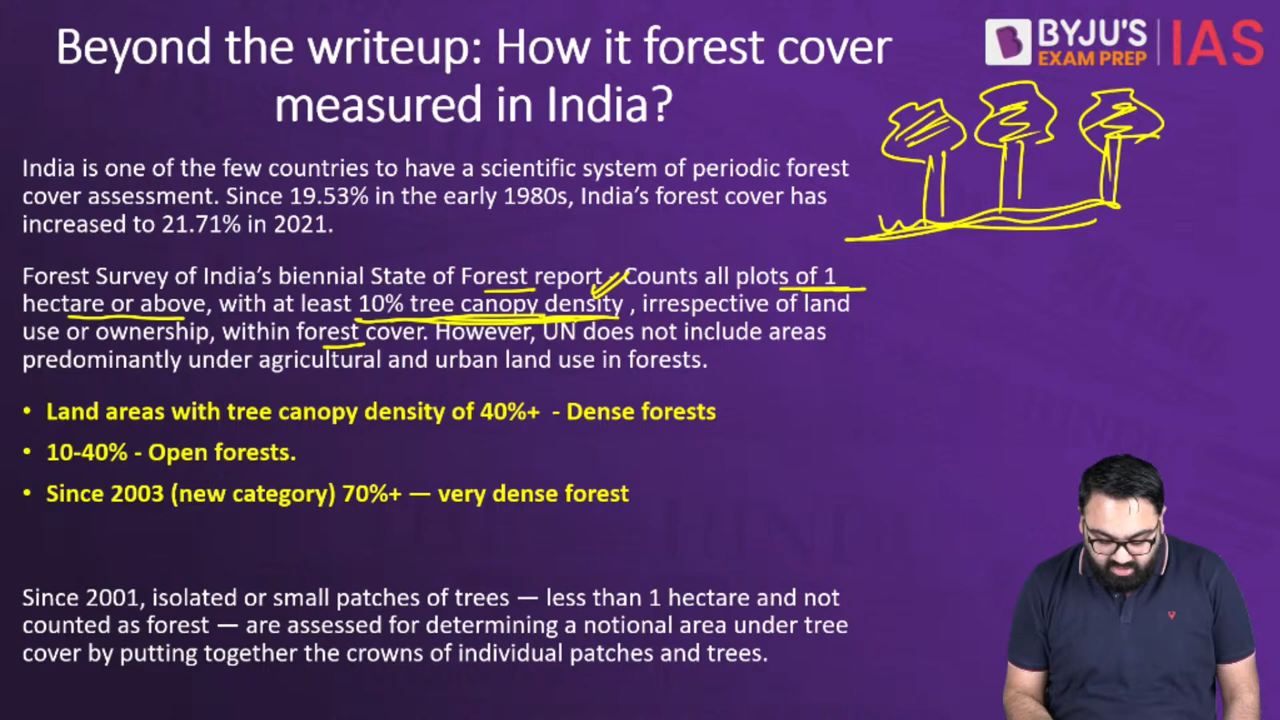 Beyond the writeup: How it forest cover
measured in India?
BYJU'S
EXAM PREP
IAS
India is one of the few countries to have a scientific system of periodic forest
cover assessment. Since 19.53% in the early 1980s, India’s forest cover has
increased to 21.71% in 2021.
Forest Survey of India’s biennial State of Forest report - Counts all plots of 1
hectare or above, with at least 10% tree canopy density , irrespective of land
use or ownership, within forest cover. However, UN does not include areas
predominantly under agricultural and urban land use in forests.
• Land areas with tree canopy density of 40%+ - Dense forests
• 10-40% - Open forests.
• Since 2003 (new category) 70%+ — very dense forest
Since 2001, isolated or small patches of trees — less than 1 hectare and not
counted as forest — are assessed for determining a notional area under tree
cover by putting together the crowns of individual patches and trees.